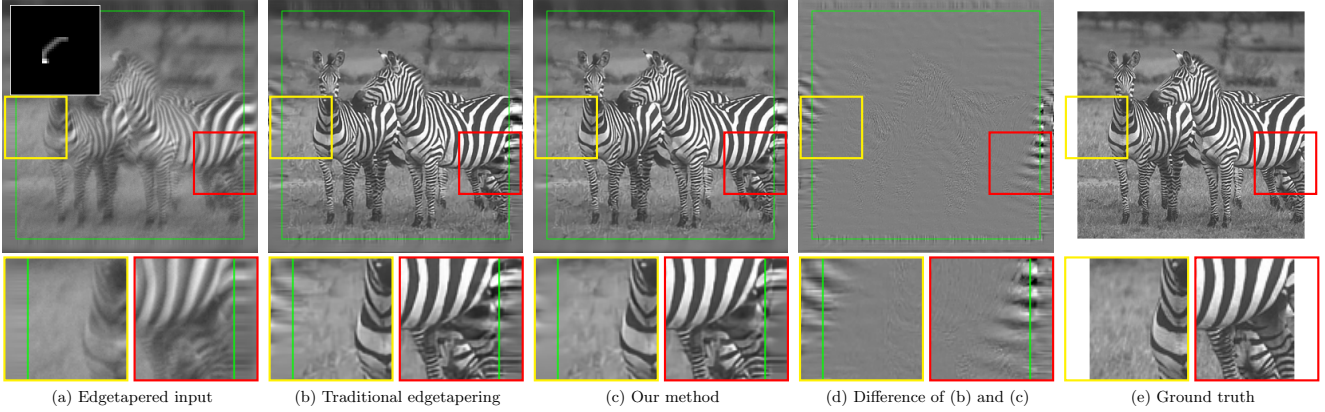 (a) Edgetapered input
(b) Traditional edgetapering
(c) Our method
(d) Difference of (b) and (c)
(e) Ground truth